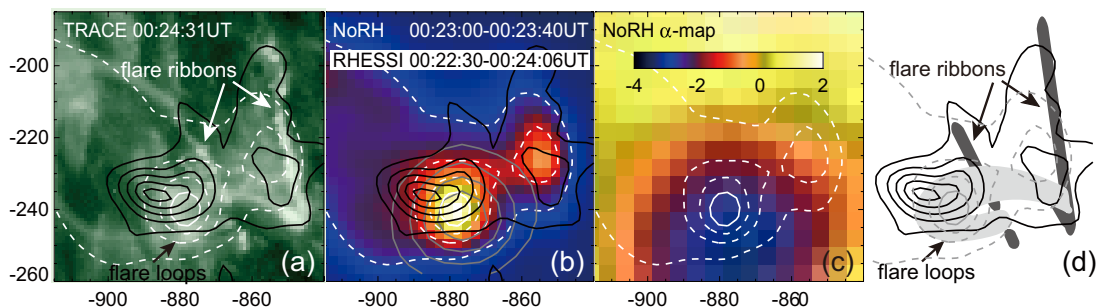 TRACE 00:24:31UT
flare ribbons
flare loops
(a)
NoRH 00:23:00-00:23:40UT
RHESSI 00:22:30-00:24:06UT
(b)
NoRH α-map
-4 -2 0 2
(c)
flare ribbons
flare loops
(d)
-200
-220
-240
-260
-900 -880 -860
-900 -880 -860
-900 -880 -860